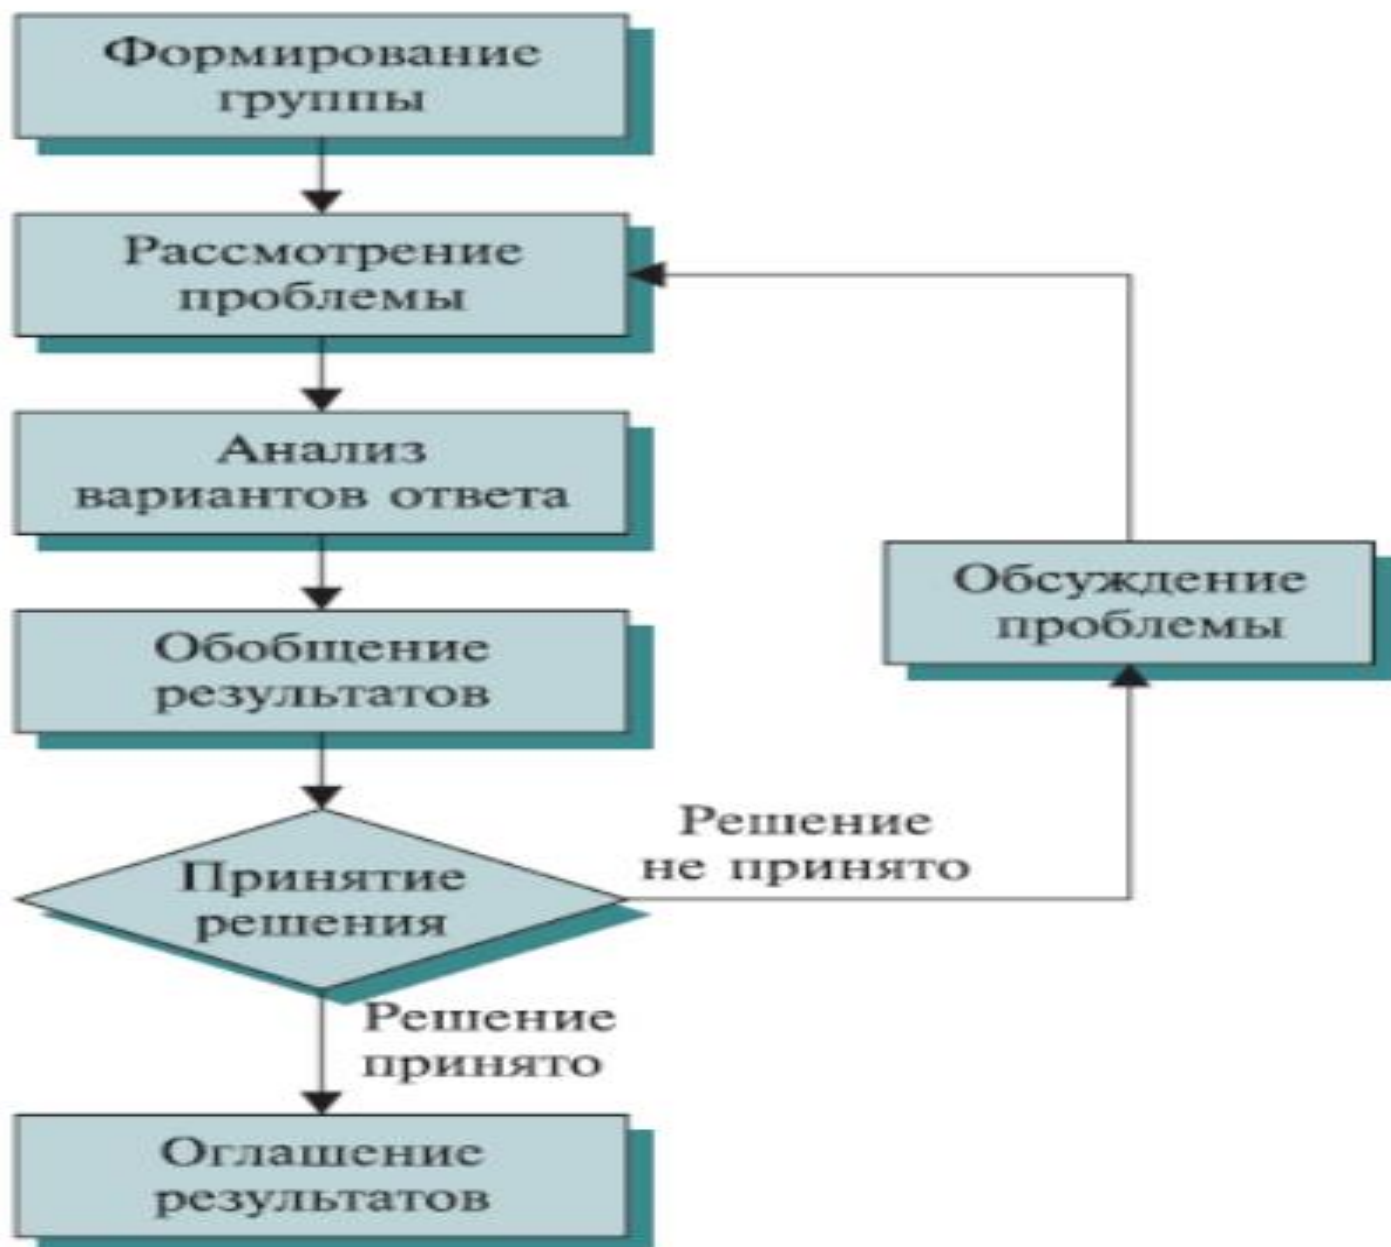 Формирование
группы
Рассмотрение
проблемы
Анализ
вариантов ответа
Обобщение
результатов
Принятие
решения
Решение
не принято
Обсуждение
проблемы
Решение
принято
Оглашение
результатов